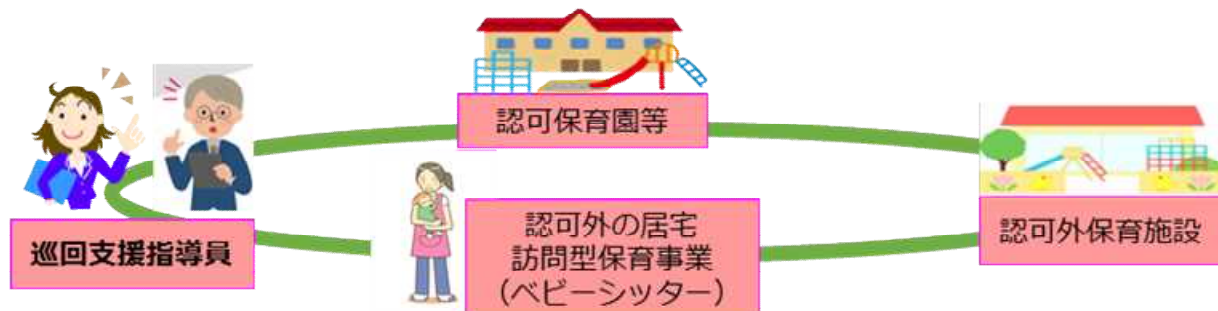 認可保育園等
巡回支援指導員
認可外の居宅
訪問型保育事業
（ベビーシッター）
認可外保育施設